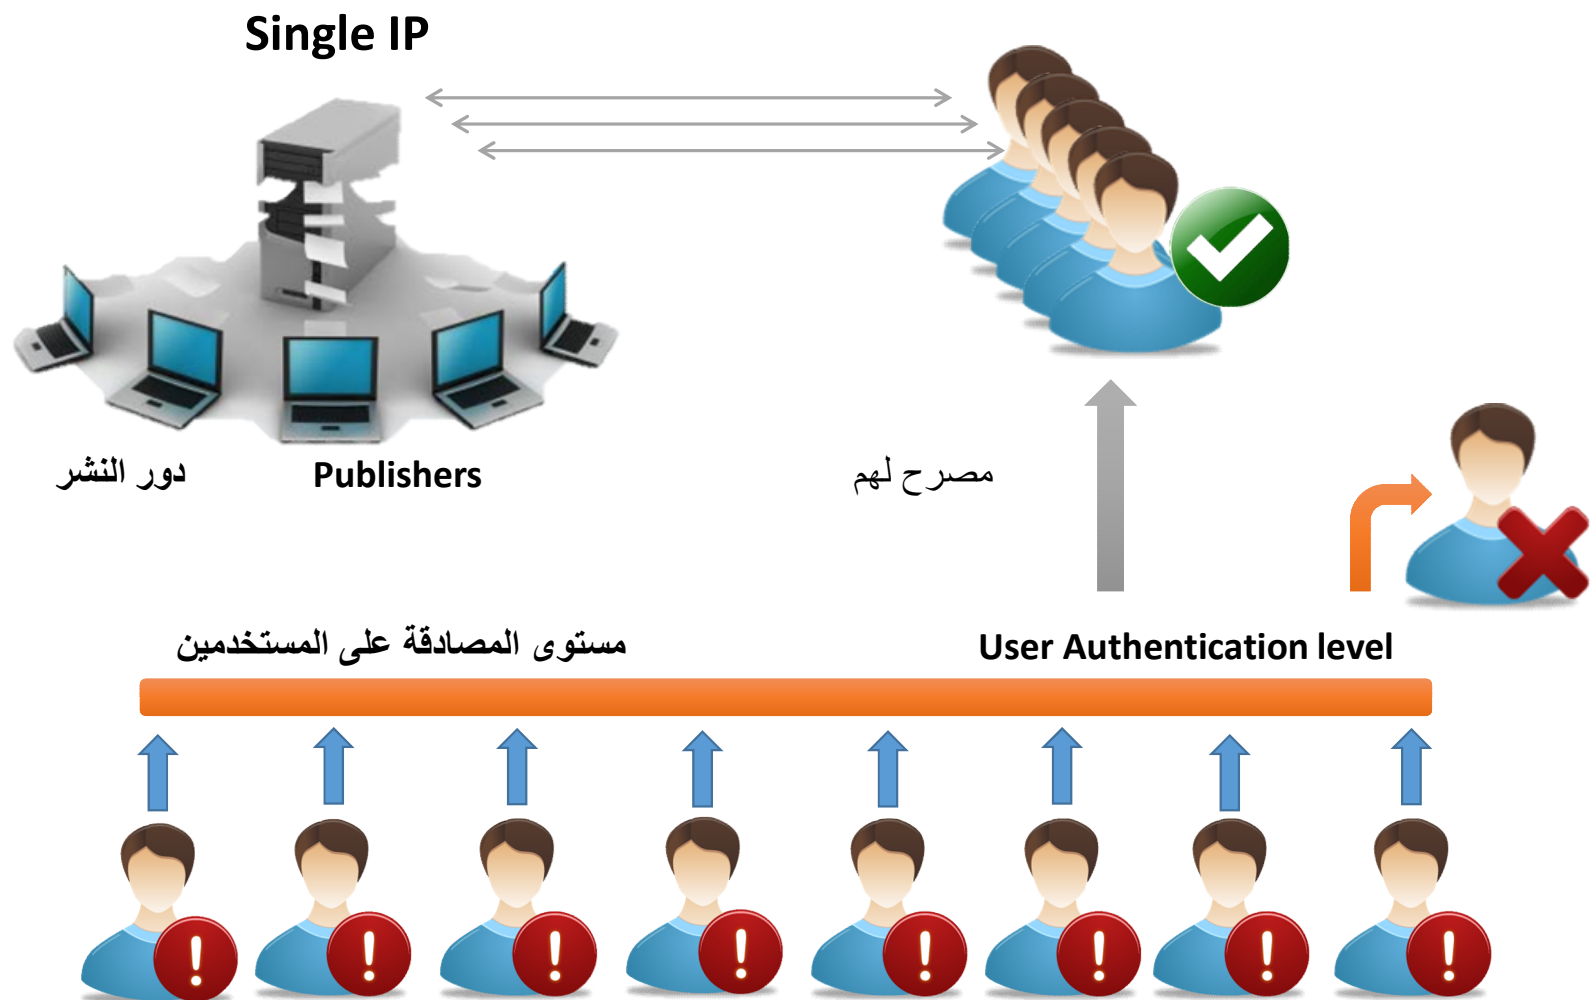 Single IP
دور النشر
Publishers
مصرح لهم
مستوى المصادقة على المستخدمين
User Authentication level